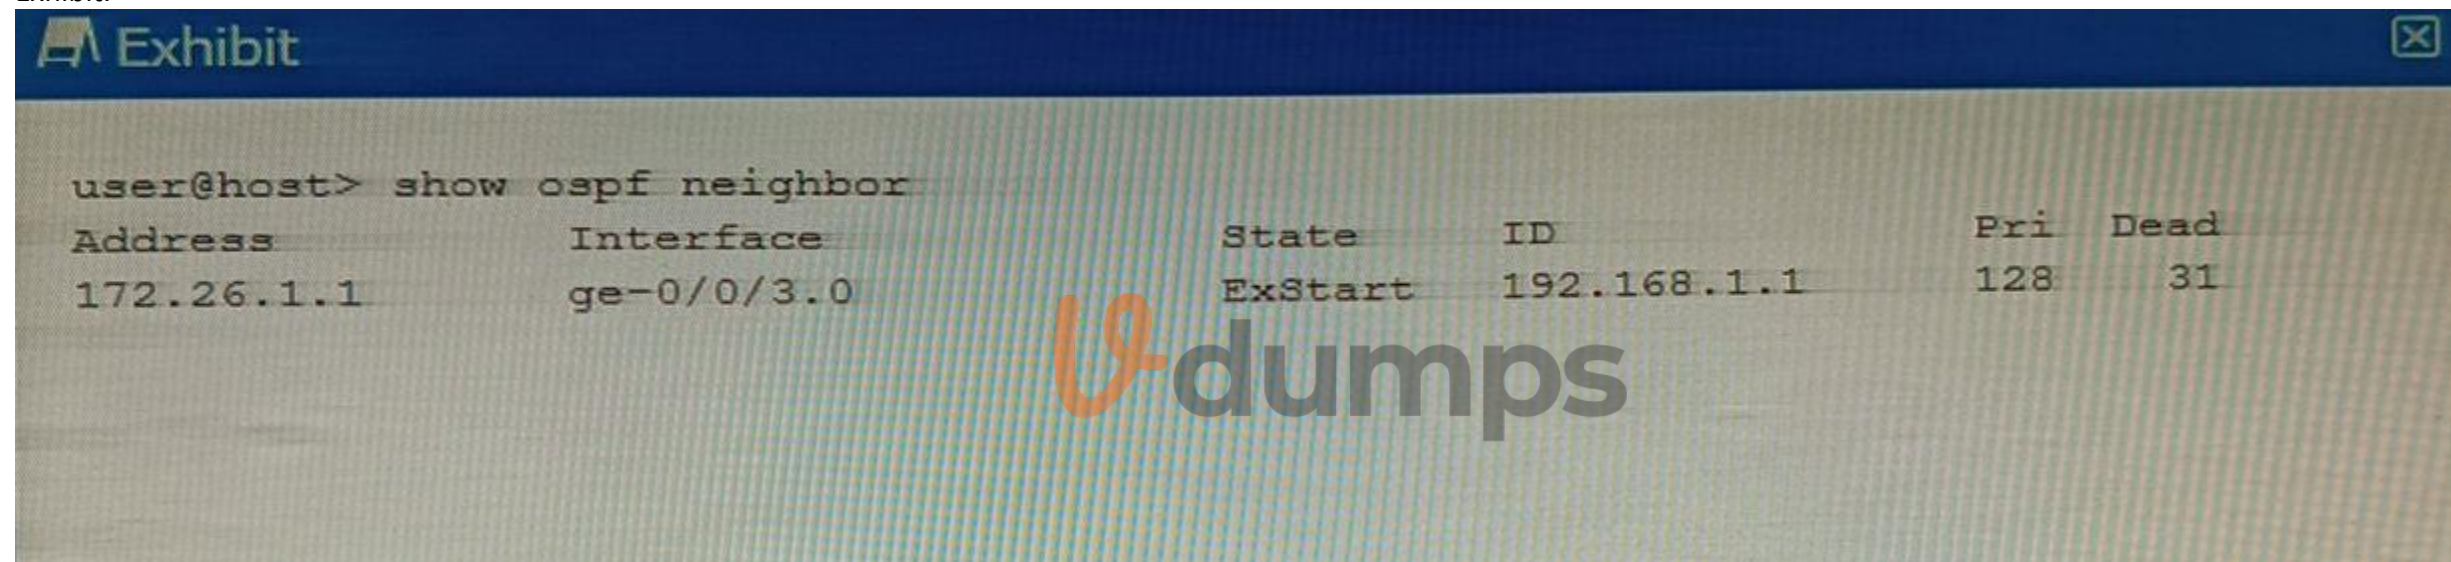 Exhibit
user@host> show ospf neighbor
Address Interface State ID Pri Dead
172.26.1.1 ge-0/0/3.0 ExStart 192.168.1.1 128 31
Vdumps